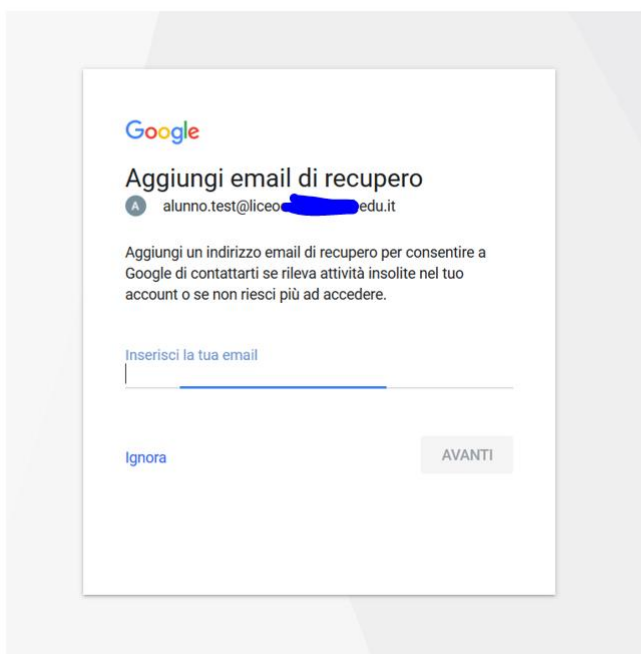 Google
Aggiungi email di recupero
A alunno.test@liceo edu.it
Aggiungi un indirizzo email di recupero per consentire a
Google di contattarti se rileva attività insolite nel tuo
account o se non riesci più ad accedere.
Inserisci la tua email
Ignora AVANTI